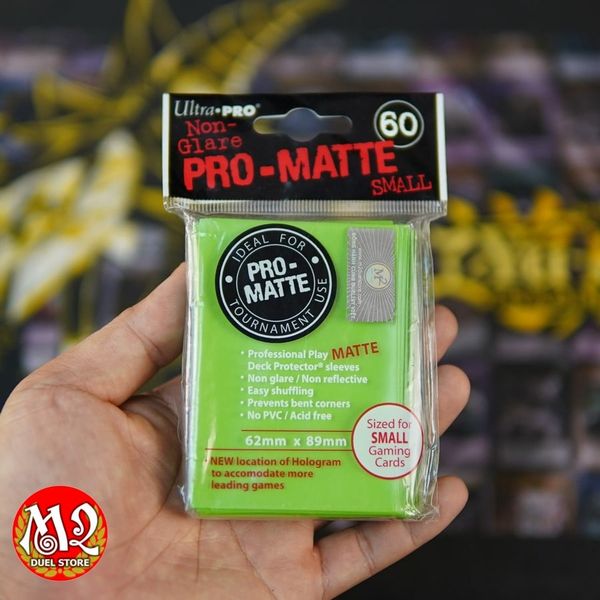 Ultra•PRO®
60
Non-
Glare
PRO-MATTE
SMALL
IDEAL FOR
PRO-
MATTE
TOURNAMENT USE
• Professional Play MATTE
Deck Protector® sleeves
• Non glare / Non reflective
• Easy shuffling
• Prevents bent corners
• No PVC / Acid free
62mm x 89mm
Sized for
SMALL
Gaming
Cards
NEW location of Hologram
to accomodate more
leading games
M2
DUEL STORE